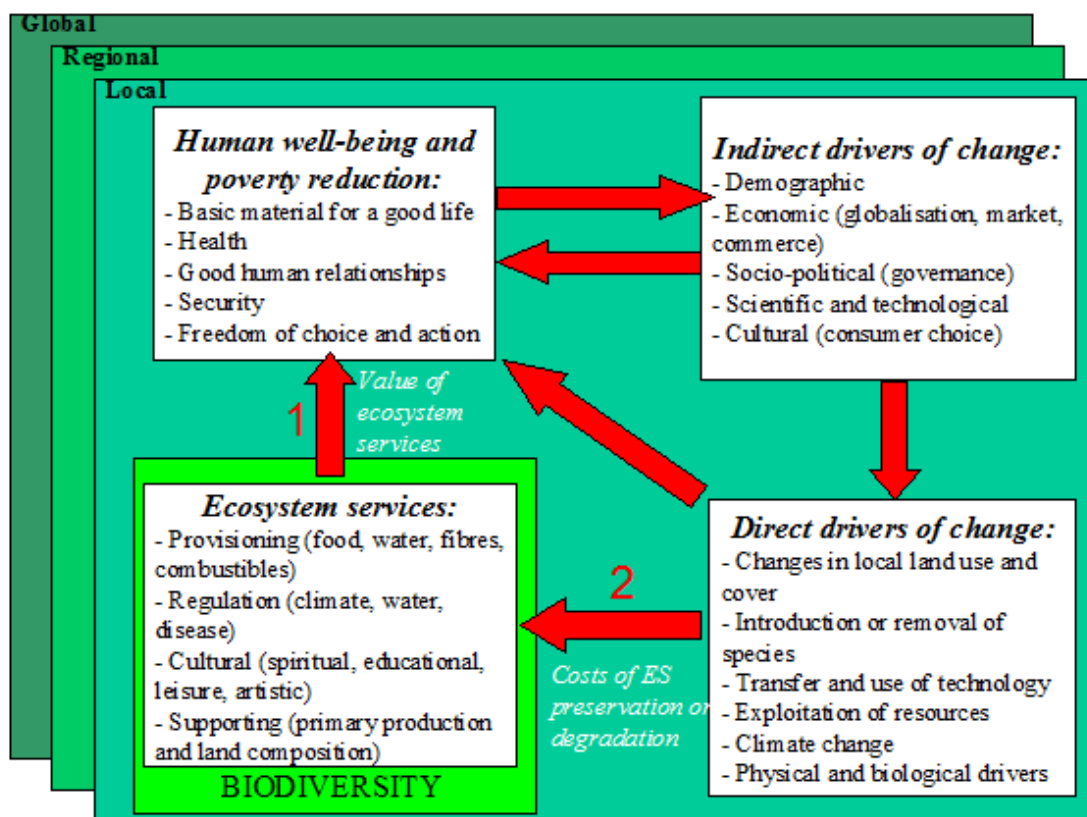 Global
Regional
Local
Human well-being and
poverty reduction:
- Basic material for a good life
- Health
- Good human relationships
- Security
- Freedom of choice and action
Indirect drivers of change:
- Demographic
- Economic (globalisation, market,
commerce)
- Socio-political (governance)
- Scientific and technological
- Cultural (consumer choice)
1
Value of
ecosystem
services
Ecosystem services:
- Provisioning (food, water, fibres,
combustibles)
- Regulation (climate, water,
disease)
- Cultural (spiritual, educational,
leisure, artistic)
- Supporting (primary production
and land composition)
BIODIVERSITY
2
Costs of ES
preservation or
degradation
Direct drivers of change:
- Changes in local land use and
cover
- Introduction or removal of
species
- Transfer and use of technology
- Exploitation of resources
- Climate change
- Physical and biological drivers